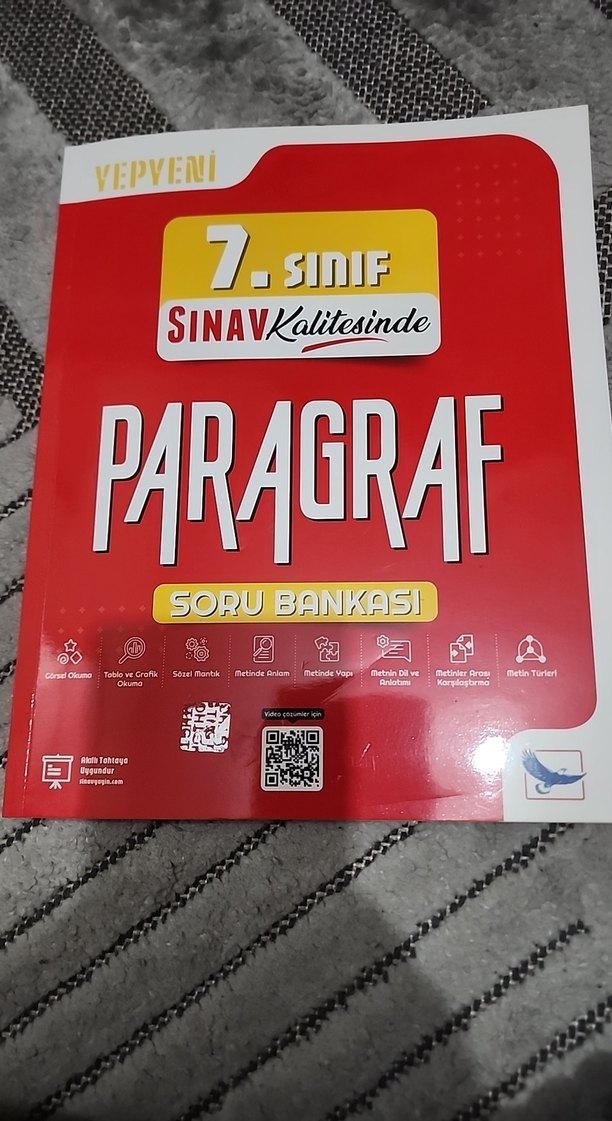 YEPYENİ
7. SINIF
SINAV Kalitesinde
PARAGRAF
SORU BANKASI
Görsel Okuma
Tablo ve Grafik
Okuma
Sözel Mantık
Metinde Anlam
Metinde Yapı
Metnin Dil ve
Anlatımı
Metinler Arası
Karşılaştırma
Metin Türleri
Video çözümler için
Akıllı Tahtaya
Uygundur
sinavyayin.com